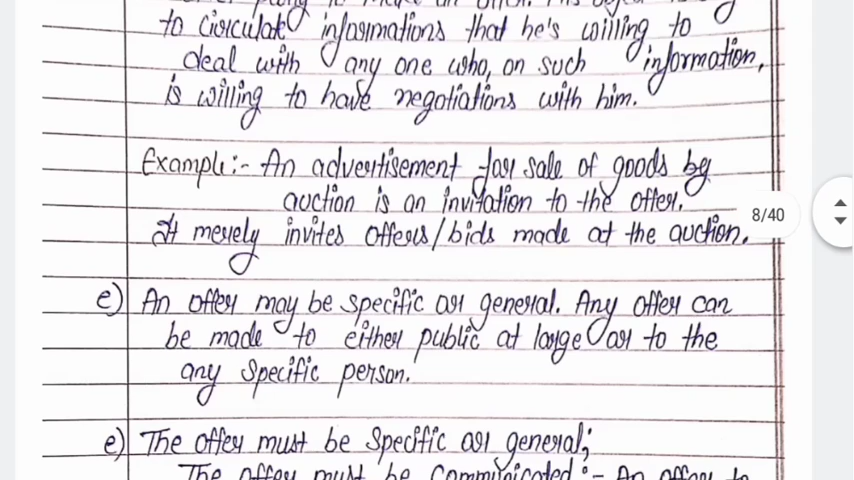 to circulate informations that he's willing to
deal with any one who, on such information,
is willing to have negotiations with him.
Example:- An advertisement for sale of goods by
auction is an invitation to the offer.
8/40
It merely invites offers/bids made at the auction.
e) An offer may be specific or general. Any offer can
be made to either public at large or to the
any specific person.
e) The offer must be specific or general;
The offer must be communicated:- An offer to